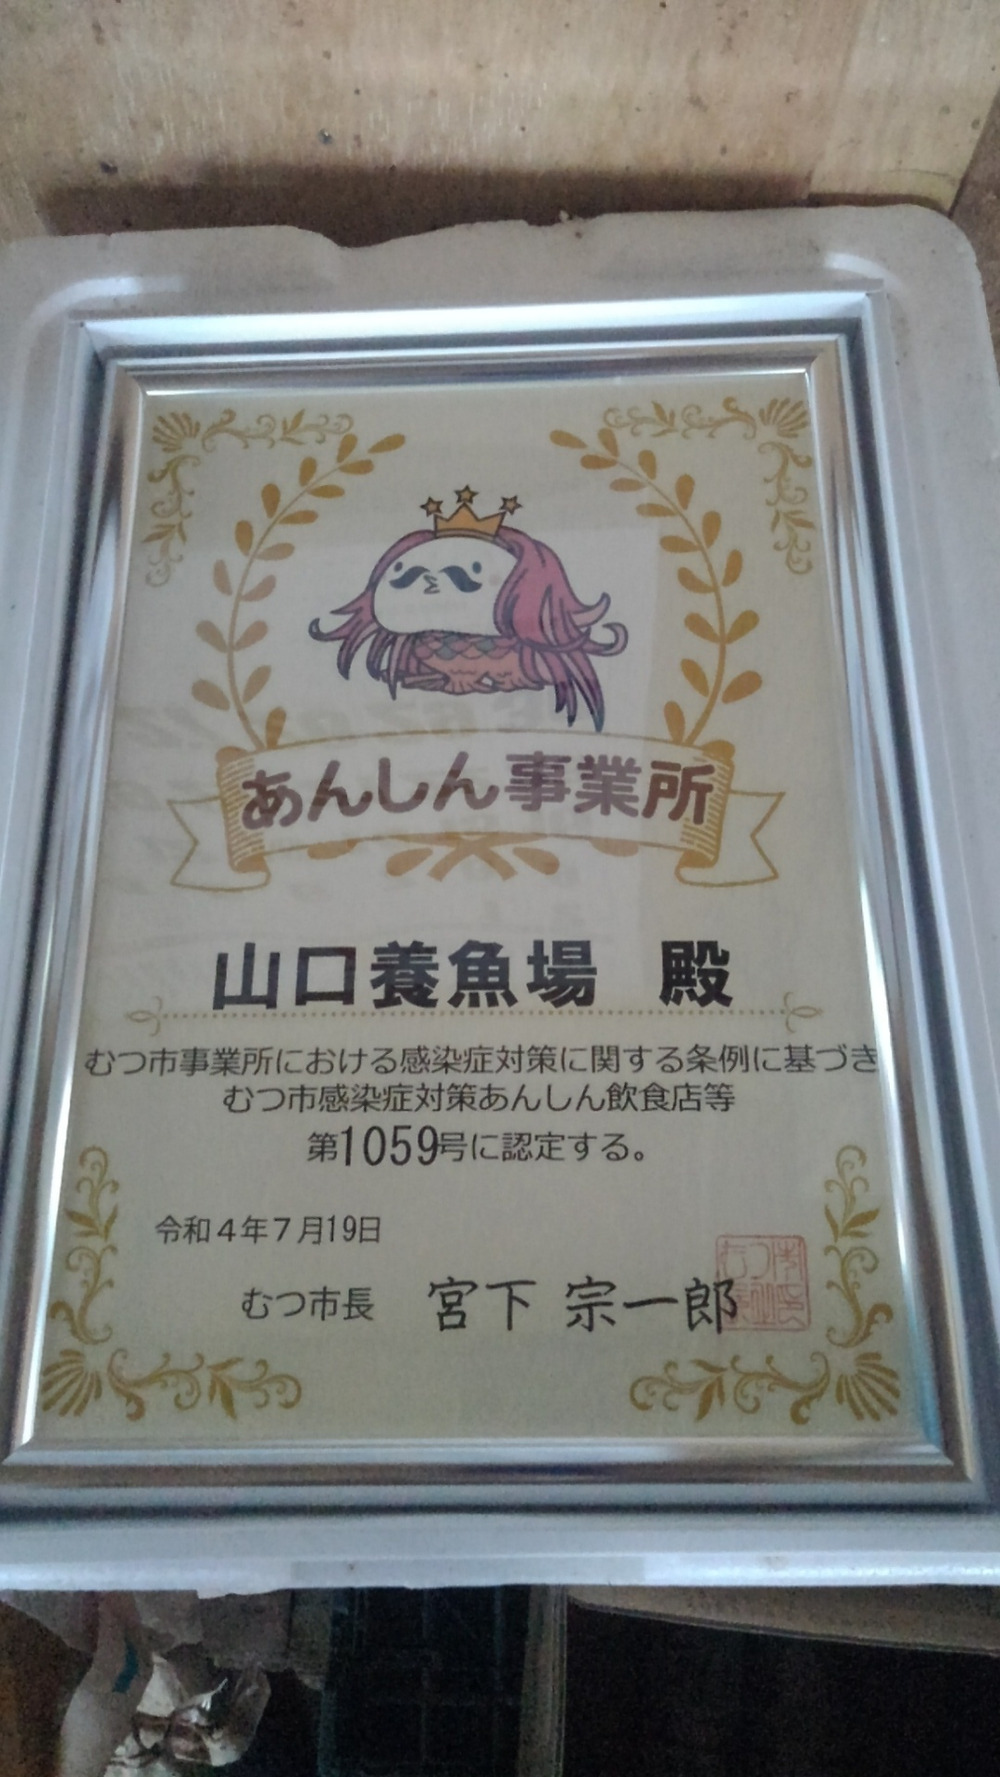 あんしん事業所
山口養魚場 殿
むつ市事業所における感染症対策に関する条例に基づき
むつ市感染症対策あんしん飲食店等
第1059号に認定する。
令和4年7月19日
むつ市長 宮下 宗一郎